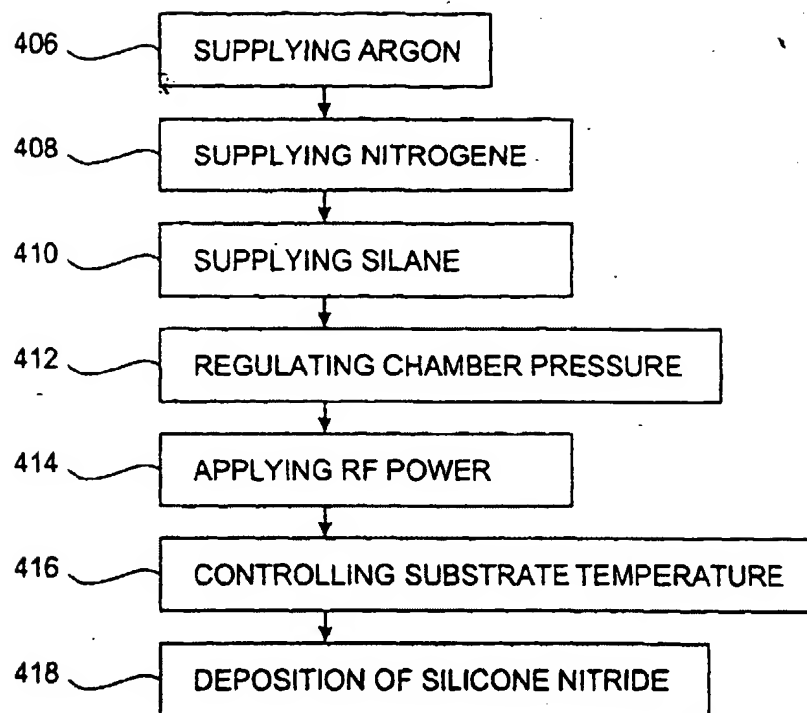 406 SUPPLYING ARGON
408 SUPPLYING NITROGENE
410 SUPPLYING SILANE
412 REGULATING CHAMBER PRESSURE
414 APPLYING RF POWER
416 CONTROLLING SUBSTRATE TEMPERATURE
418 DEPOSITION OF SILICONE NITRIDE